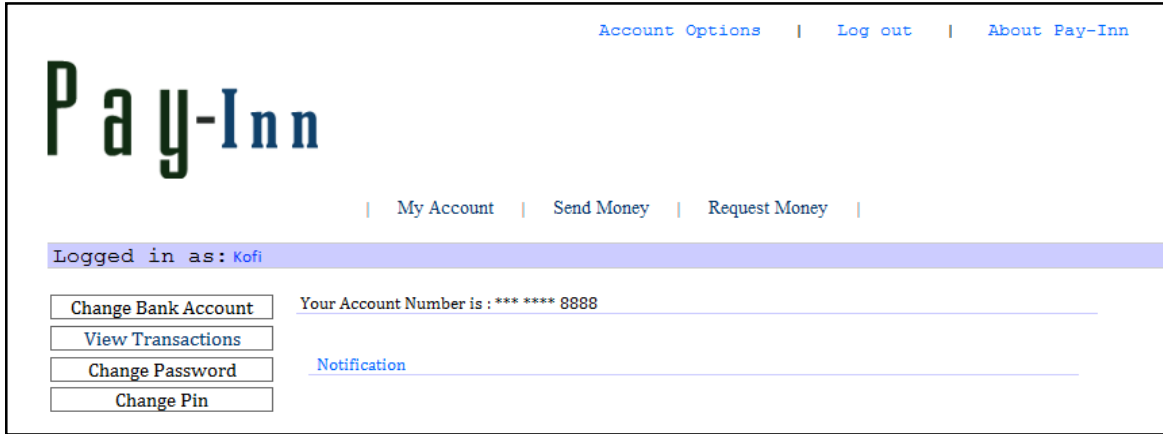 Account Options | Log out | About Pay-Inn
Pay-Inn
| My Account | Send Money | Request Money |
Logged in as: Kofi
Change Bank Account
Your Account Number is : *** **** 8888
View Transactions
Notification
Change Password
Change Pin